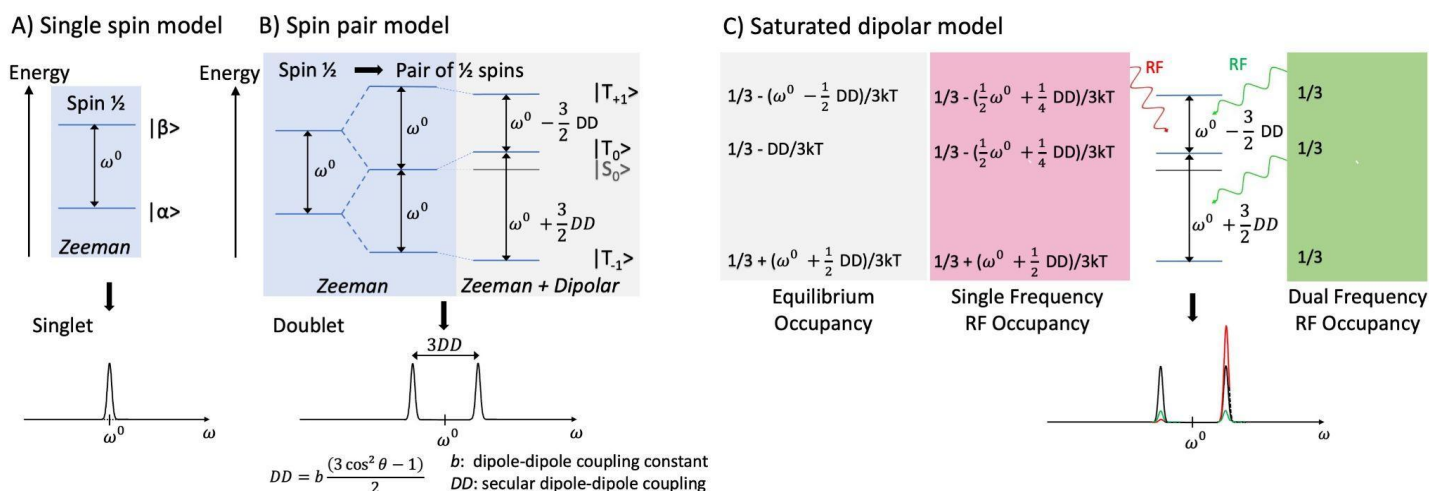 A) Single spin model
Energy
Spin ½
|β>
ω⁰
|α>
Zeeman
Singlet
ω⁰
ω
B) Spin pair model
Energy
Spin ½ → Pair of ½ spins
ω⁰
ω⁰
ω⁰
|T₊₁>
ω⁰ − 3/2 DD
|T₀>
|S₀>
ω⁰ + 3/2 DD
|T₋₁>
Zeeman
Zeeman + Dipolar
Doublet
3DD
ω⁰
ω
DD = b (3 cos² θ − 1)/2
b: dipole-dipole coupling constant
DD: secular dipole-dipole coupling
C) Saturated dipolar model
1/3 - (ω⁰ − 1/2 DD)/3kT
1/3 - DD/3kT
1/3 + (ω⁰ + 1/2 DD)/3kT
Equilibrium
Occupancy
1/3 - (1/2 ω⁰ + 1/4 DD)/3kT
1/3 - (1/2 ω⁰ + 1/4 DD)/3kT
1/3 + (ω⁰ + 1/2 DD)/3kT
Single Frequency
RF Occupancy
RF
RF
ω⁰ − 3/2 DD
ω⁰ + 3/2 DD
1/3
1/3
1/3
Dual Frequency
RF Occupancy
ω⁰
ω